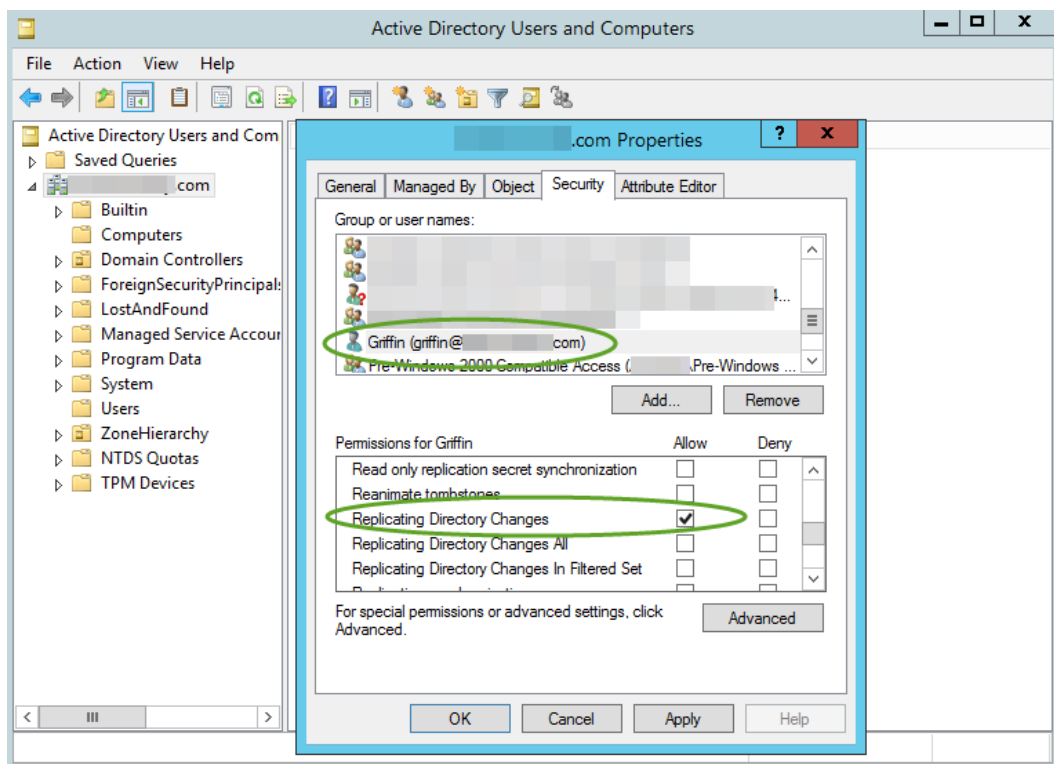 Active Directory Users and Computers
File Action View Help
Active Directory Users and Com
Saved Queries
.com
Builtin
Computers
Domain Controllers
ForeignSecurityPrincipals
LostAndFound
Managed Service Accour
Program Data
System
Users
ZoneHierarchy
NTDS Quotas
TPM Devices
.com Properties
? x
General Managed By Object Security Attribute Editor
Group or user names:
4...
Griffin (griffin@ com)
Pre-Windows 2000 Compatible Access ( \Pre-Windows ...
Add... Remove
Permissions for Griffin Allow Deny
Read only replication secret synchronization
Reanimate tombstones
Replicating Directory Changes
Replicating Directory Changes All
Replicating Directory Changes In Filtered Set
For special permissions or advanced settings, click
Advanced.
Advanced
OK Cancel Apply Help